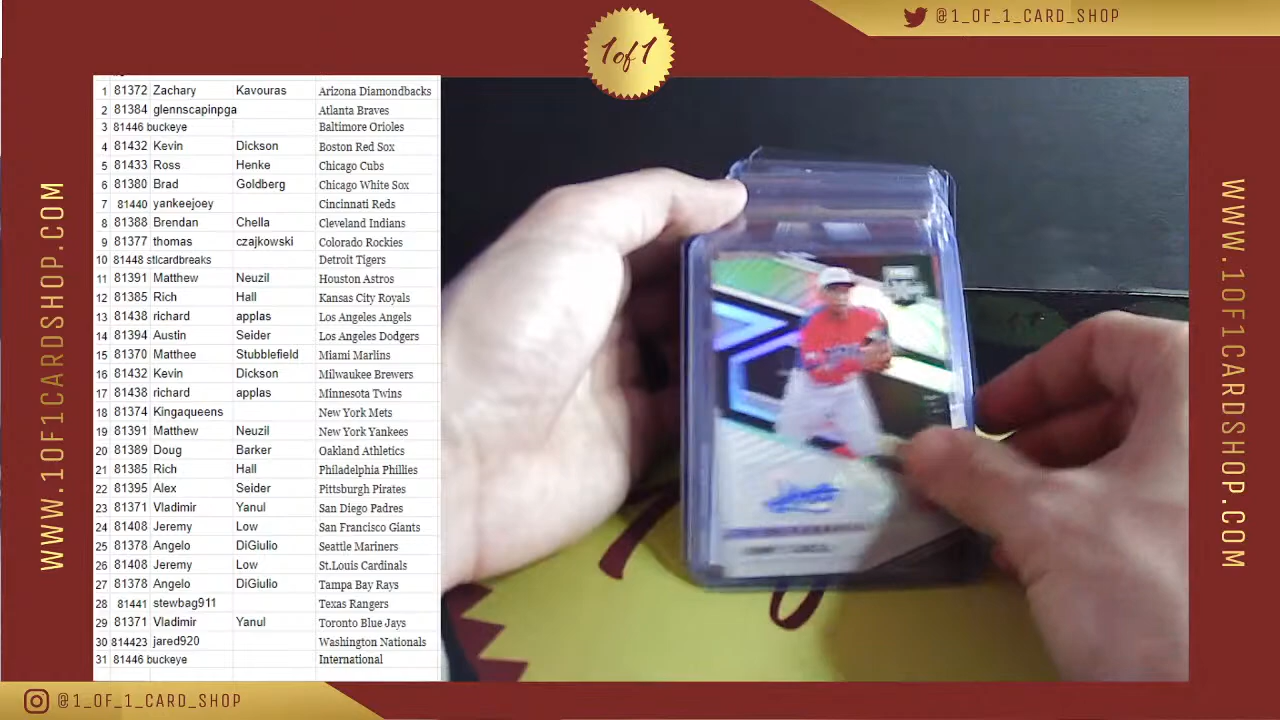 @1_OF_1_CARD_SHOP
1of1
1 81372 Zachary Kavouras Arizona Diamondbacks
2 81384 glennscapinpga Atlanta Braves
3 81446 buckeye Baltimore Orioles
4 81432 Kevin Dickson Boston Red Sox
5 81433 Ross Henke Chicago Cubs
6 81380 Brad Goldberg Chicago White Sox
7 81440 yankeejoey Cincinnati Reds
8 81388 Brendan Chella Cleveland Indians
9 81377 thomas czajkowski Colorado Rockies
10 81448 stlcardbreaks Detroit Tigers
11 81391 Matthew Neuzil Houston Astros
12 81385 Rich Hall Kansas City Royals
13 81438 richard applas Los Angeles Angels
14 81394 Austin Seider Los Angeles Dodgers
15 81370 Matthee Stubblefield Miami Marlins
16 81432 Kevin Dickson Milwaukee Brewers
17 81438 richard applas Minnesota Twins
18 81374 Kingaqueens New York Mets
19 81391 Matthew Neuzil New York Yankees
20 81389 Doug Barker Oakland Athletics
21 81385 Rich Hall Philadelphia Phillies
22 81395 Alex Seider Pittsburgh Pirates
23 81371 Vladimir Yanul San Diego Padres
24 81408 Jeremy Low San Francisco Giants
25 81378 Angelo DiGiulio Seattle Mariners
26 81408 Jeremy Low St.Louis Cardinals
27 81378 Angelo DiGiulio Tampa Bay Rays
28 81441 stewbag911 Texas Rangers
29 81371 Vladimir Yanul Toronto Blue Jays
30 814423 jared920 Washington Nationals
31 81446 buckeye International
WWW.1OF1CARDSHOP.COM
WWW.1OF1CARDSHOP.COM
@1_OF_1_CARD_SHOP